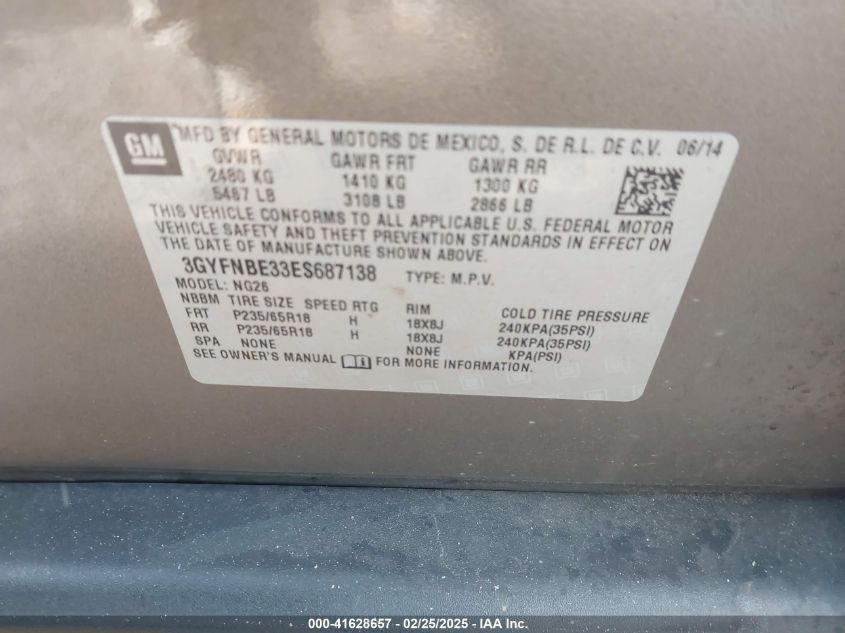 GM
MFD BY GENERAL MOTORS DE MEXICO, S. DE R.L. DE C.V. 06/14
GVWR GAWR FRT GAWR RR
2480 KG 1410 KG 1300 KG
5467 LB 3108 LB 2866 LB
THIS VEHICLE CONFORMS TO ALL APPLICABLE U.S. FEDERAL MOTOR
VEHICLE SAFETY AND THEFT PREVENTION STANDARDS IN EFFECT ON
THE DATE OF MANUFACTURE SHOWN ABOVE.
3GYFNBE33ES687138 TYPE: M.P.V.
MODEL: NG26
NBBM TIRE SIZE SPEED RTG RIM COLD TIRE PRESSURE
FRT P235/65R18 H 18X8J 240KPA(35PSI)
RR P235/65R18 H 18X8J 240KPA(35PSI)
SPA NONE NONE KPA(PSI)
SEE OWNER'S MANUAL FOR MORE INFORMATION.
000-41628657 - 02/25/2025 - IAA Inc.